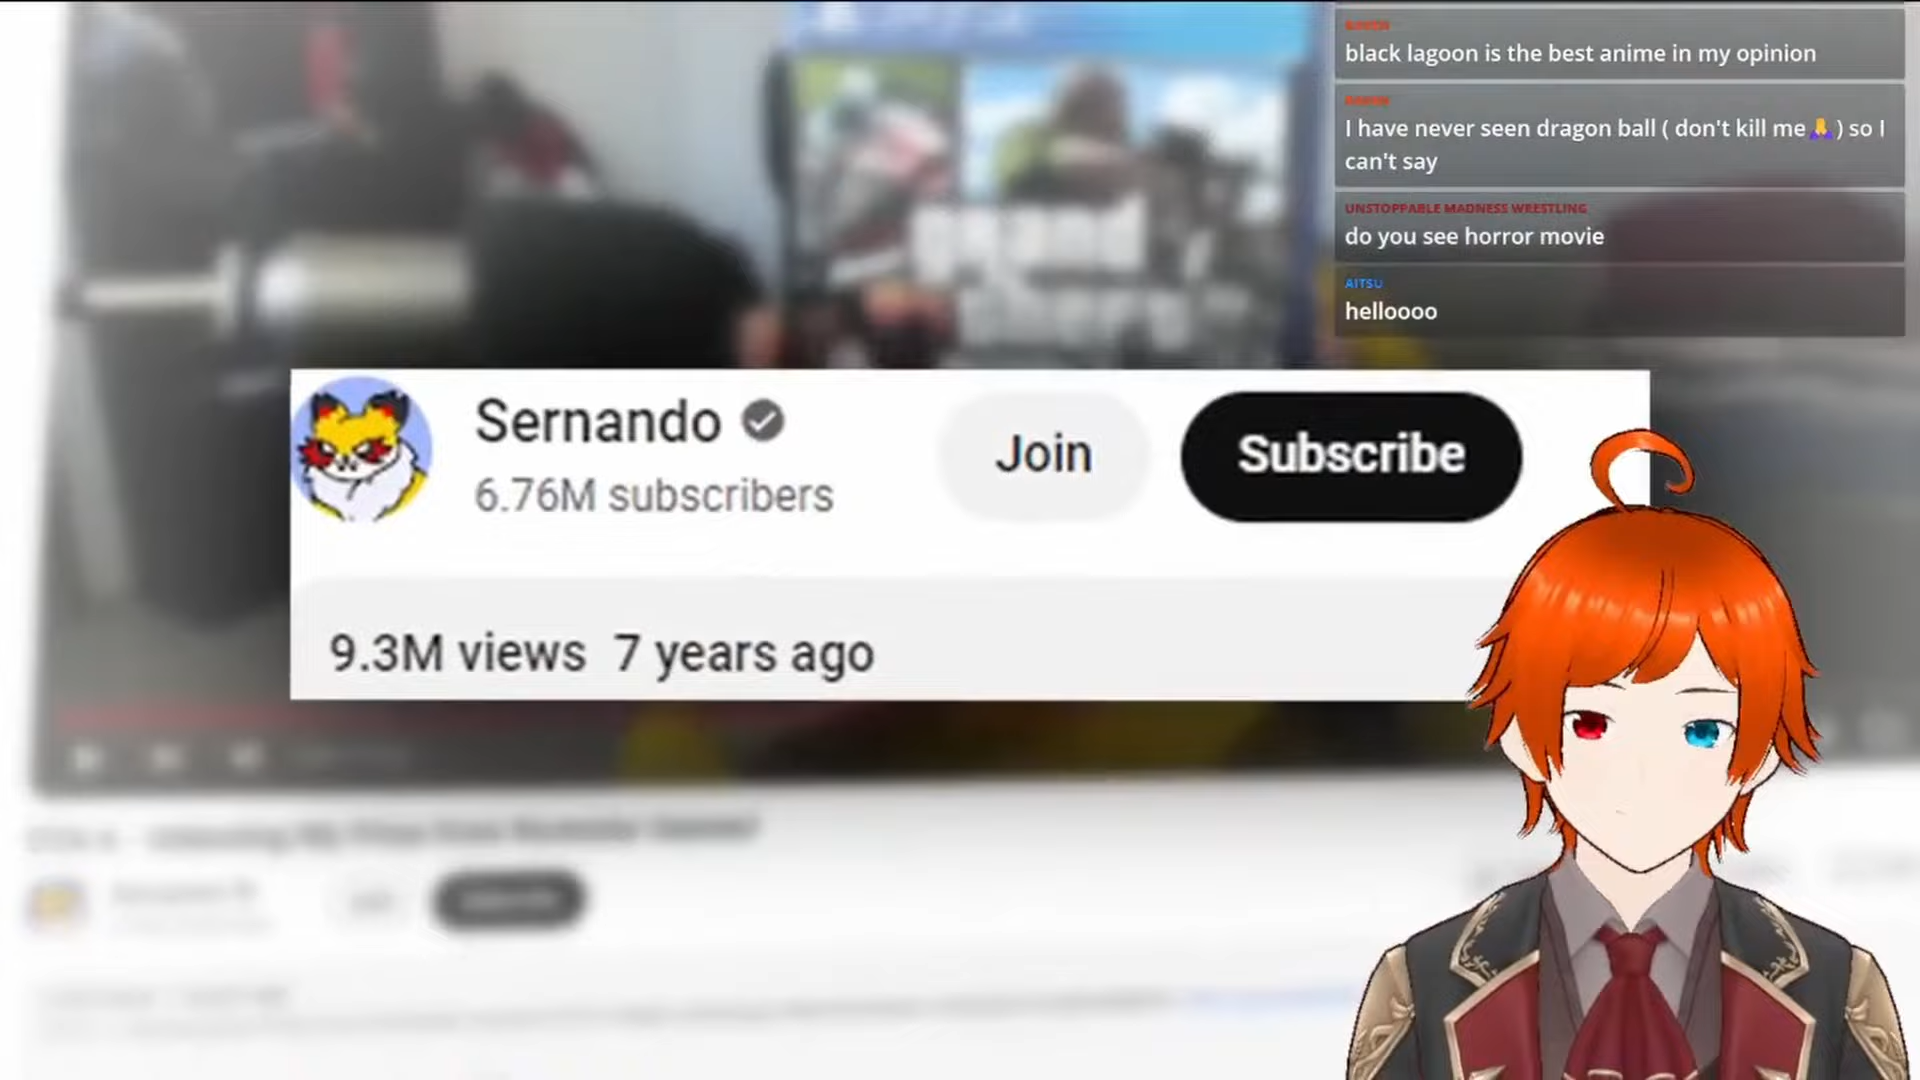 black lagoon is the best anime in my opinion
I have never seen dragon ball ( don't kill me🙏) so I
can't say
UNSTOPPABLE MADNESS WRESTLING
do you see horror movie
AITSU
helloooo
grand
Sernando
6.76M subscribers
Join
Subscribe
9.3M views 7 years ago